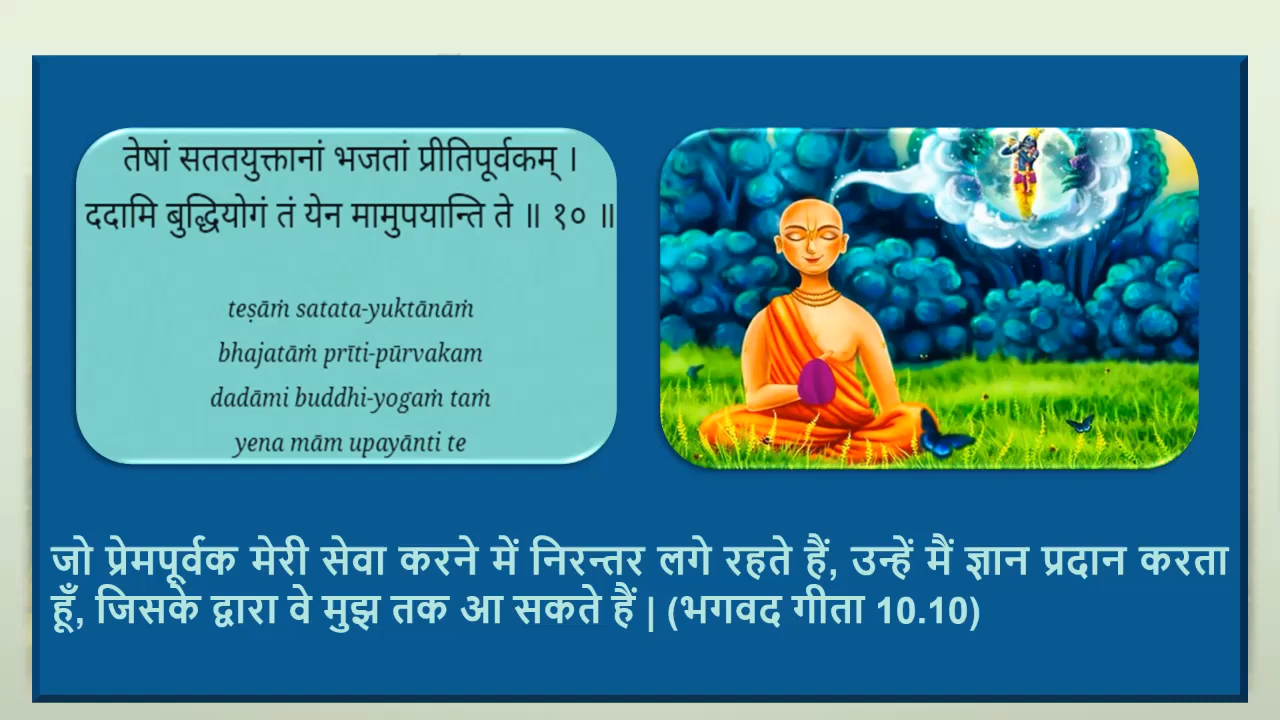 तेषां सततयुक्तानां भजतां प्रीतिपूर्वकम् ।
ददामि बुद्धियोगं तं येन मामुपयान्ति ते ॥ १० ॥
teṣāṁ satata-yuktānāṁ
bhajatāṁ prīti-pūrvakam
dadāmi buddhi-yogaṁ taṁ
yena mām upayānti te
जो प्रेमपूर्वक मेरी सेवा करने में निरन्तर लगे रहते हैं, उन्हें मैं ज्ञान प्रदान करता
हूँ, जिसके द्वारा वे मुझ तक आ सकते हैं | (भगवद गीता 10.10)